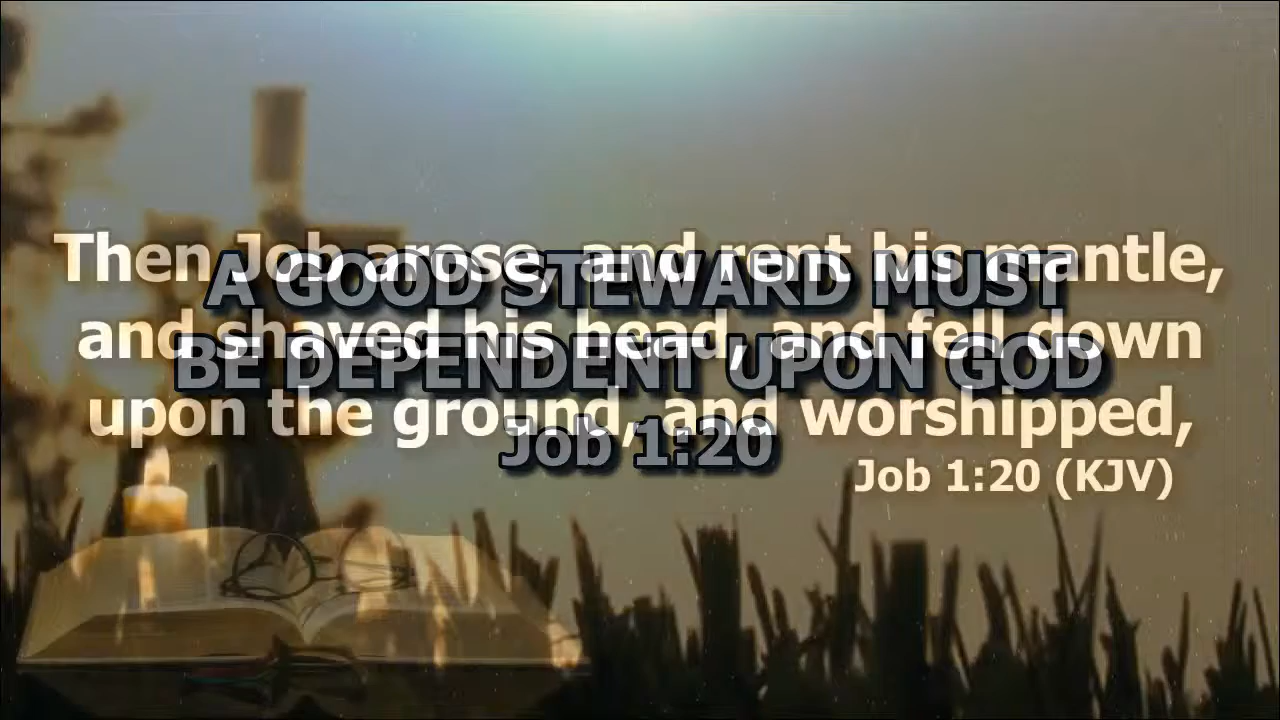 Then Job arose, and rent his mantle,
and shaved his head, and fell down
upon the ground, and worshipped,
Job 1:20 (KJV)
A GOOD STEWARD MUST
BE DEPENDENT UPON GOD
Job 1:20